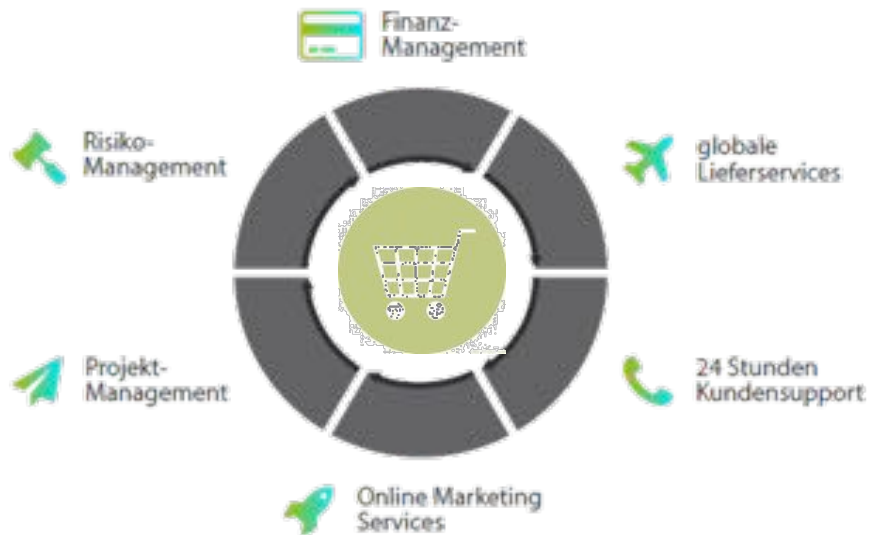 Finanz-
Management
Risiko-
Management
globale
Lieferservices
Projekt-
Management
24 Stunden
Kundensupport
Online Marketing
Services